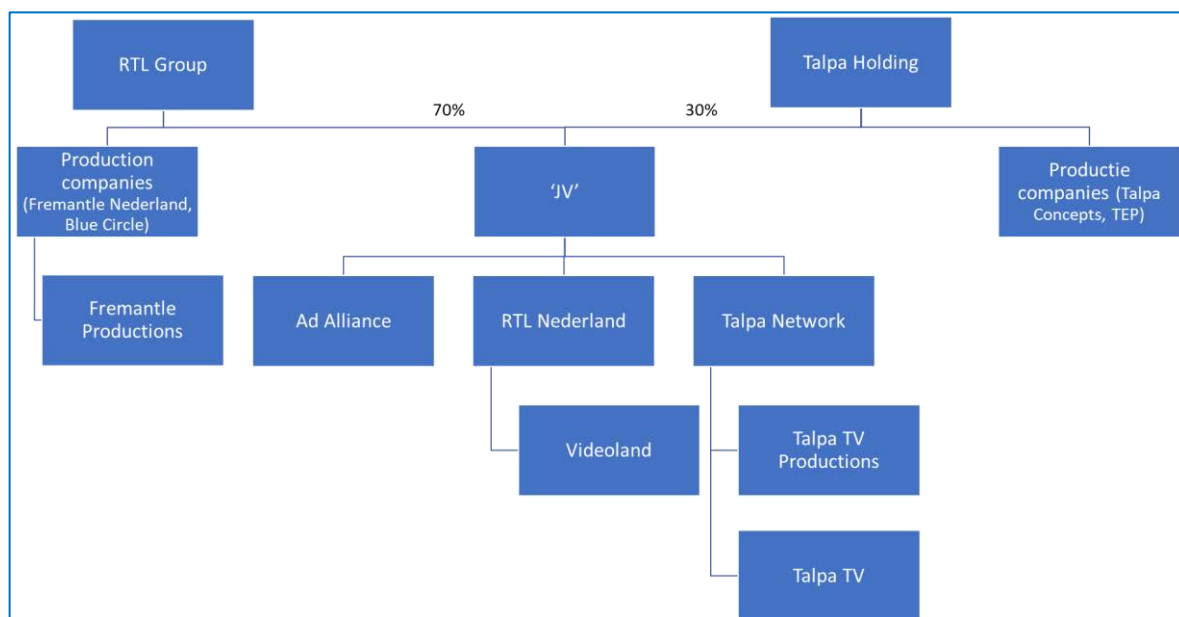 RTL Group
Talpa Holding
70%
30%
Production
companies
(Fremantle Nederland,
Blue Circle)
‘JV’
Productie
companies (Talpa
Concepts, TEP)
Fremantle
Productions
Ad Alliance
RTL Nederland
Talpa Network
Videoland
Talpa TV
Productions
Talpa TV